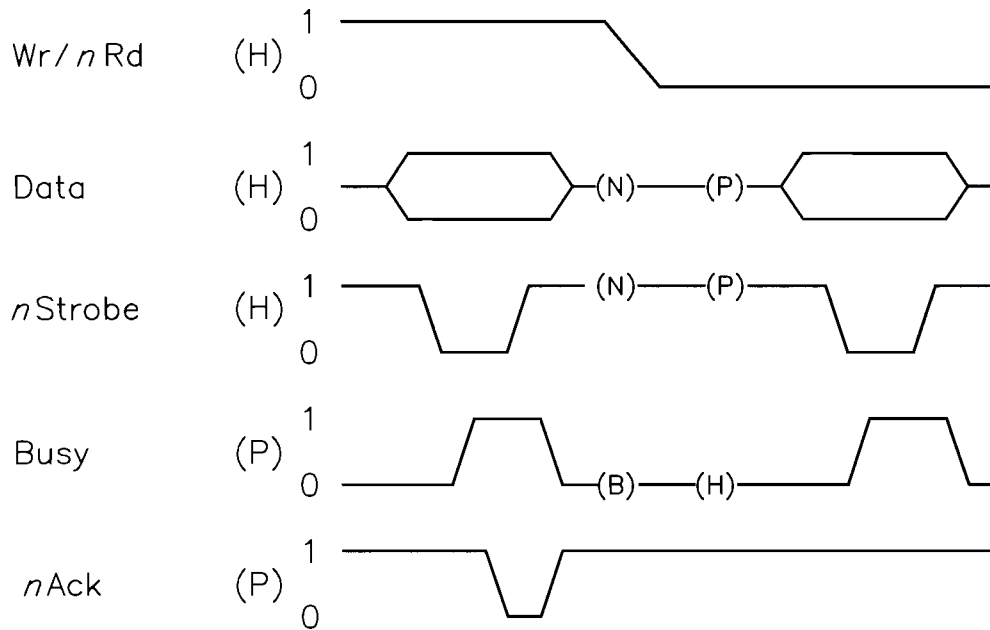 1
Wr/nRd (H)
0
1
Data (H) (N) (P)
0
1 (N) (P)
nStrobe (H)
0
1
Busy (P)
0 (B) (H)
1
nAck (P)
0